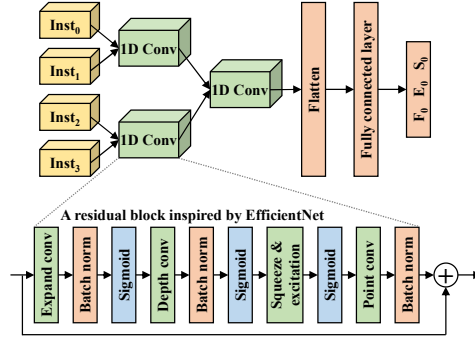 Inst0
Inst1
Inst2
Inst3
1D Conv
1D Conv
1D Conv
Flatten
Fully connected layer
F0 E0 S0
A residual block inspired by EfficientNet
Expand conv
Batch norm
Sigmoid
Depth conv
Batch norm
Sigmoid
Squeeze &
excitation
Sigmoid
Point conv
Batch norm